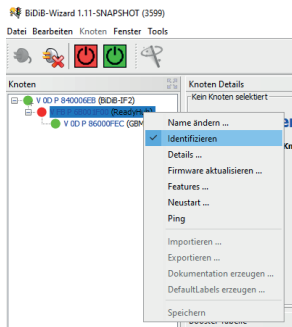 BiDiB-Wizard 1.11-SNAPSHOT (3599)
Datei Bearbeiten Knoten Fenster Tools
Knoten
Knoten Details
Kein Knoten selektiert
V 0D P 840006EB (BiDiB-IF2)
(ReadyHub)
V 0D P 86000FEC (GBM
Name ändern ...
Identifizieren
Details ...
Firmware aktualisieren ...
Features ...
Neustart ...
Ping
Importieren ...
Exportieren ...
Dokumentation erzeugen ...
DefaultLabels erzeugen ...
Speichern